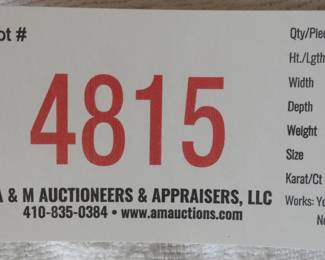 ot #
4815
A & M AUCTIONEERS & APPRAISERS, LLC
410-835-0384 • www.amauctions.com
Qty/Piec
Ht./Lgth
Width
Depth
Weight
Size
Karat/Ct
Works: Ye